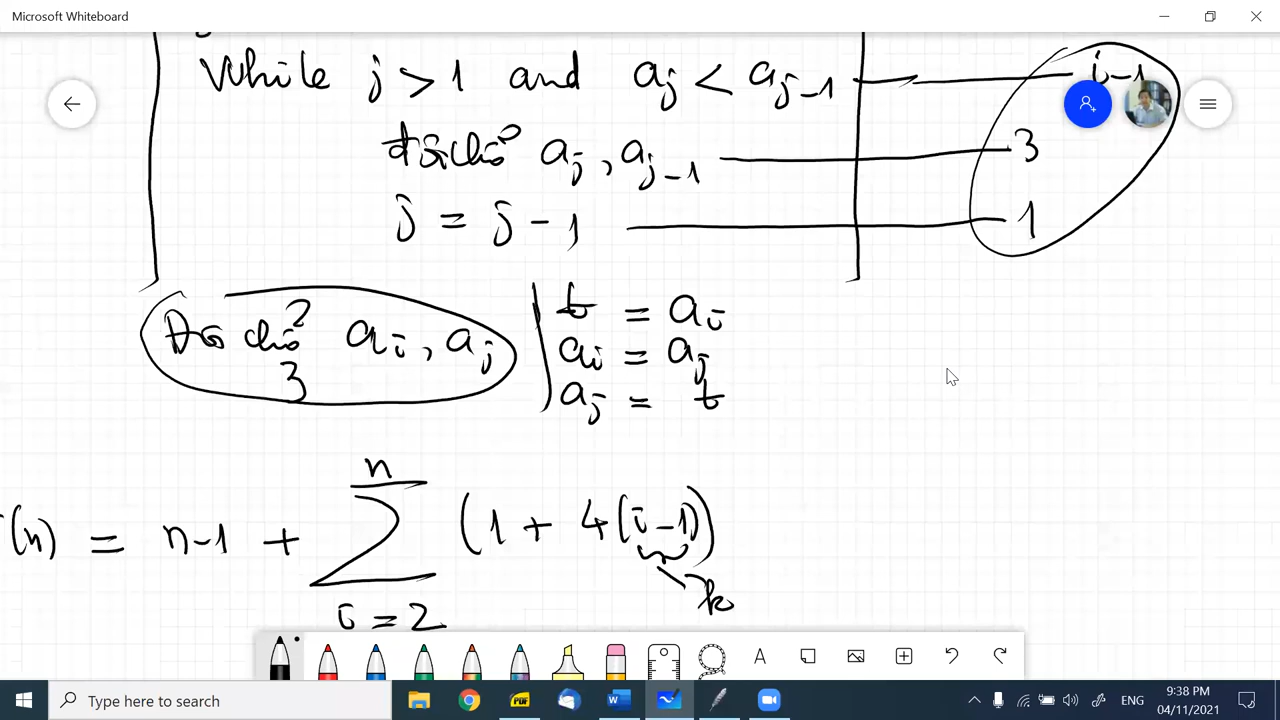 Microsoft Whiteboard
While j > 1 and aj < aj-1 i-1
đổi chỗ aj, aj-1 3
j = j - 1 1
Đổi chỗ ai, aj
3
t = ai
ai = aj
aj = t
(n) = n-1 + ∑ (1 + 4(i-1))
n
i = 2
k
Type here to search
PDF
ENG
9:38 PM
04/11/2021